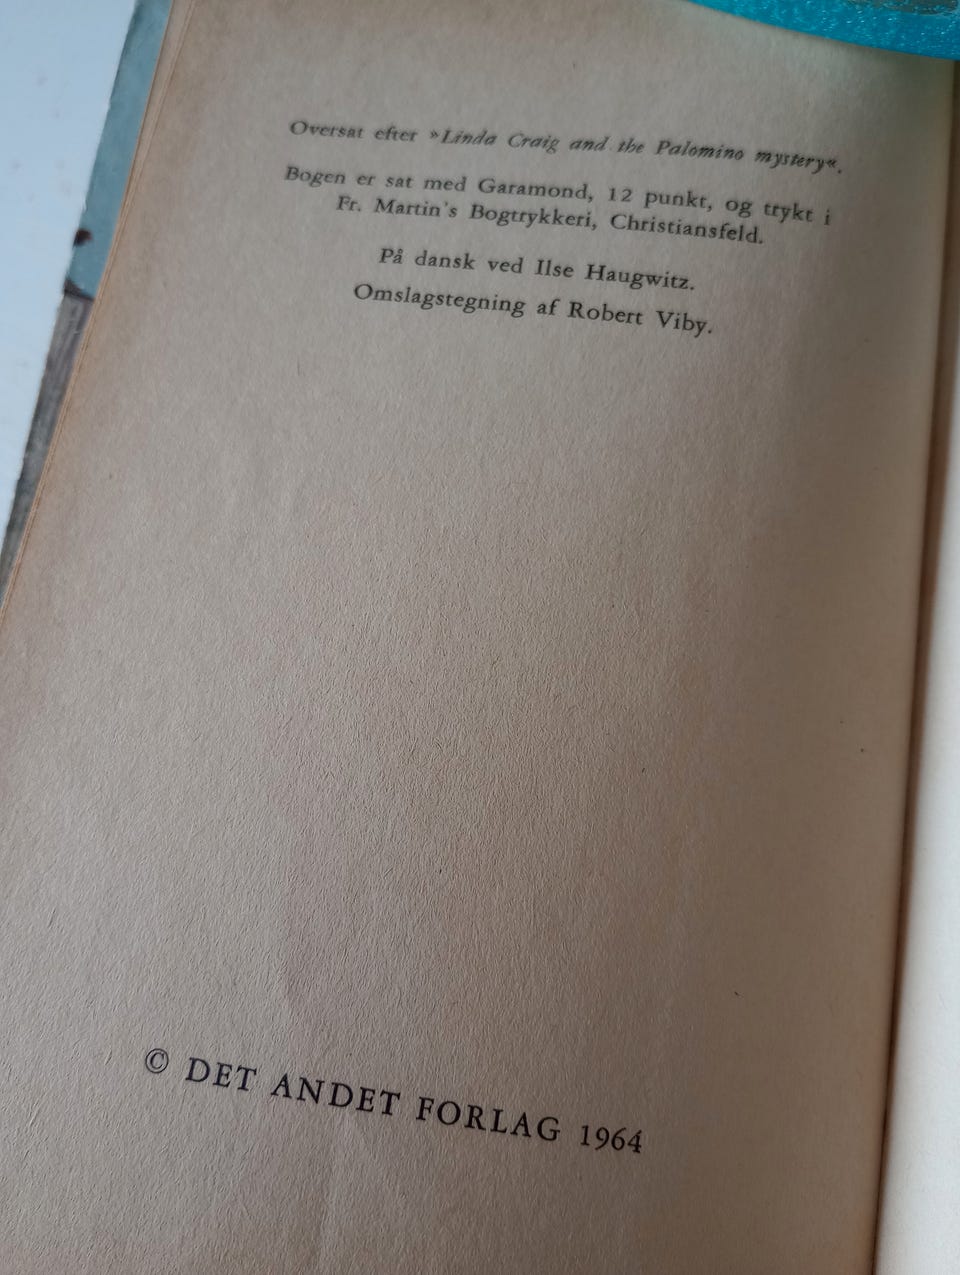 Oversat efter »Linda Craig and the Palomino mystery«.
Bogen er sat med Garamond, 12 punkt, og trykt i
Fr. Martin's Bogtrykkeri, Christiansfeld.
På dansk ved Ilse Haugwitz.
Omslagstegning af Robert Viby.
© DET ANDET FORLAG 1964